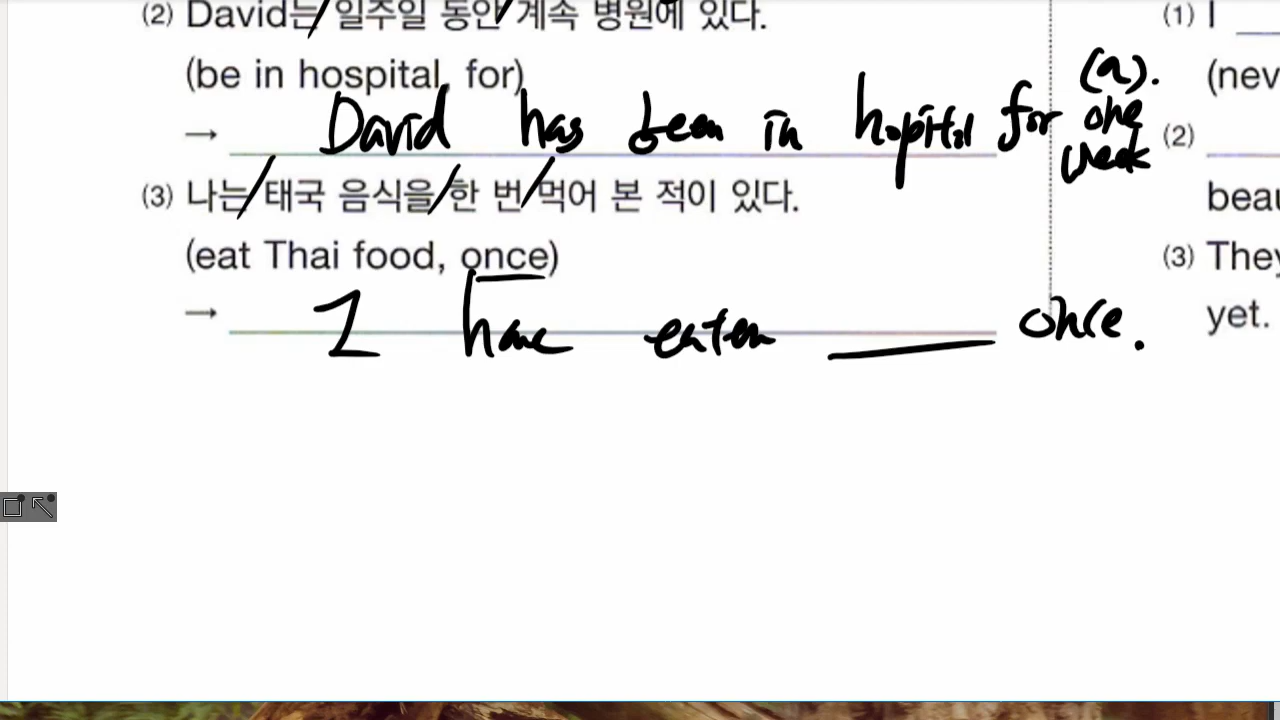 (2) David는 일주일 동안 계속 병원에 있다.
(be in hospital, for)
→ David has been in hopital for (a). one week
(3) 나는 태국 음식을 한 번 먹어 본 적이 있다.
(eat Thai food, once)
→ I have eaten ____ once.
(1) I
(nev
(2)
beau
(3) They
yet.